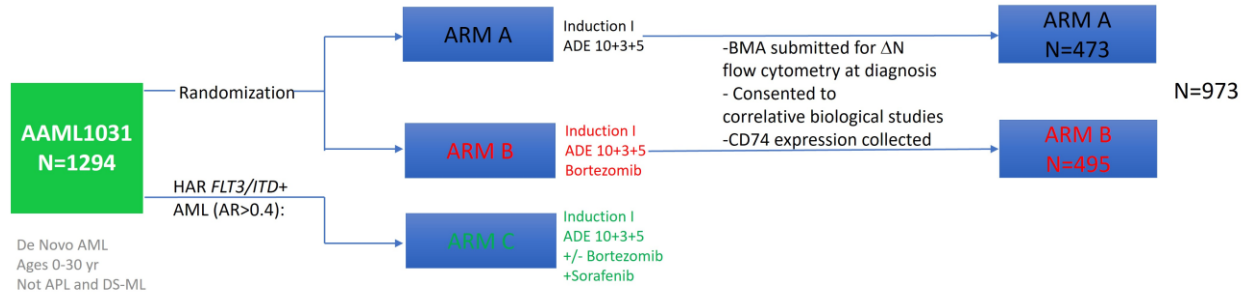 AAML1031
N=1294
De Novo AML
Ages 0-30 yr
Not APL and DS-ML
Randomization
HAR FLT3/ITD+
AML (AR>0.4):
ARM A
Induction I
ADE 10+3+5
ARM B
Induction I
ADE 10+3+5
Bortezomib
ARM C
Induction I
ADE 10+3+5
+/- Bortezomib
+Sorafenib
-BMA submitted for ΔN
flow cytometry at diagnosis
- Consented to
correlative biological studies
-CD74 expression collected
ARM A
N=473
ARM B
N=495
N=973